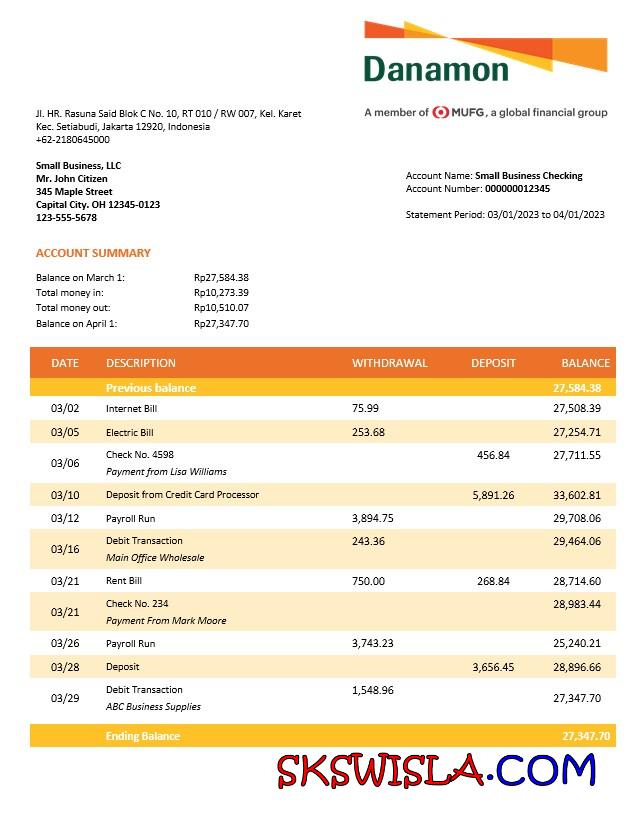 Danamon
A member of MUFG, a global financial group
Jl. HR. Rasuna Said Blok C No. 10, RT 010 / RW 007, Kel. Karet
Kec. Setiabudi, Jakarta 12920, Indonesia
+62-2180645000
Small Business, LLC
Mr. John Citizen
345 Maple Street
Capital City. OH 12345-0123
123-555-5678
Account Name: Small Business Checking
Account Number: 000000012345
Statement Period: 03/01/2023 to 04/01/2023
ACCOUNT SUMMARY
Balance on March 1: Rp27,584.38
Total money in: Rp10,273.39
Total money out: Rp10,510.07
Balance on April 1: Rp27,347.70
DATE DESCRIPTION WITHDRAWAL DEPOSIT BALANCE
Previous balance 27,584.38
03/02 Internet Bill 75.99 27,508.39
03/05 Electric Bill 253.68 27,254.71
03/06 Check No. 4598 456.84 27,711.55
Payment from Lisa Williams
03/10 Deposit from Credit Card Processor 5,891.26 33,602.81
03/12 Payroll Run 3,894.75 29,708.06
03/16 Debit Transaction 243.36 29,464.06
Main Office Wholesale
03/21 Rent Bill 750.00 268.84 28,714.60
03/21 Check No. 234 28,983.44
Payment From Mark Moore
03/26 Payroll Run 3,743.23 25,240.21
03/28 Deposit 3,656.45 28,896.66
03/29 Debit Transaction 1,548.96 27,347.70
ABC Business Supplies
Ending Balance 27,347.70
SKSWISLA.COM